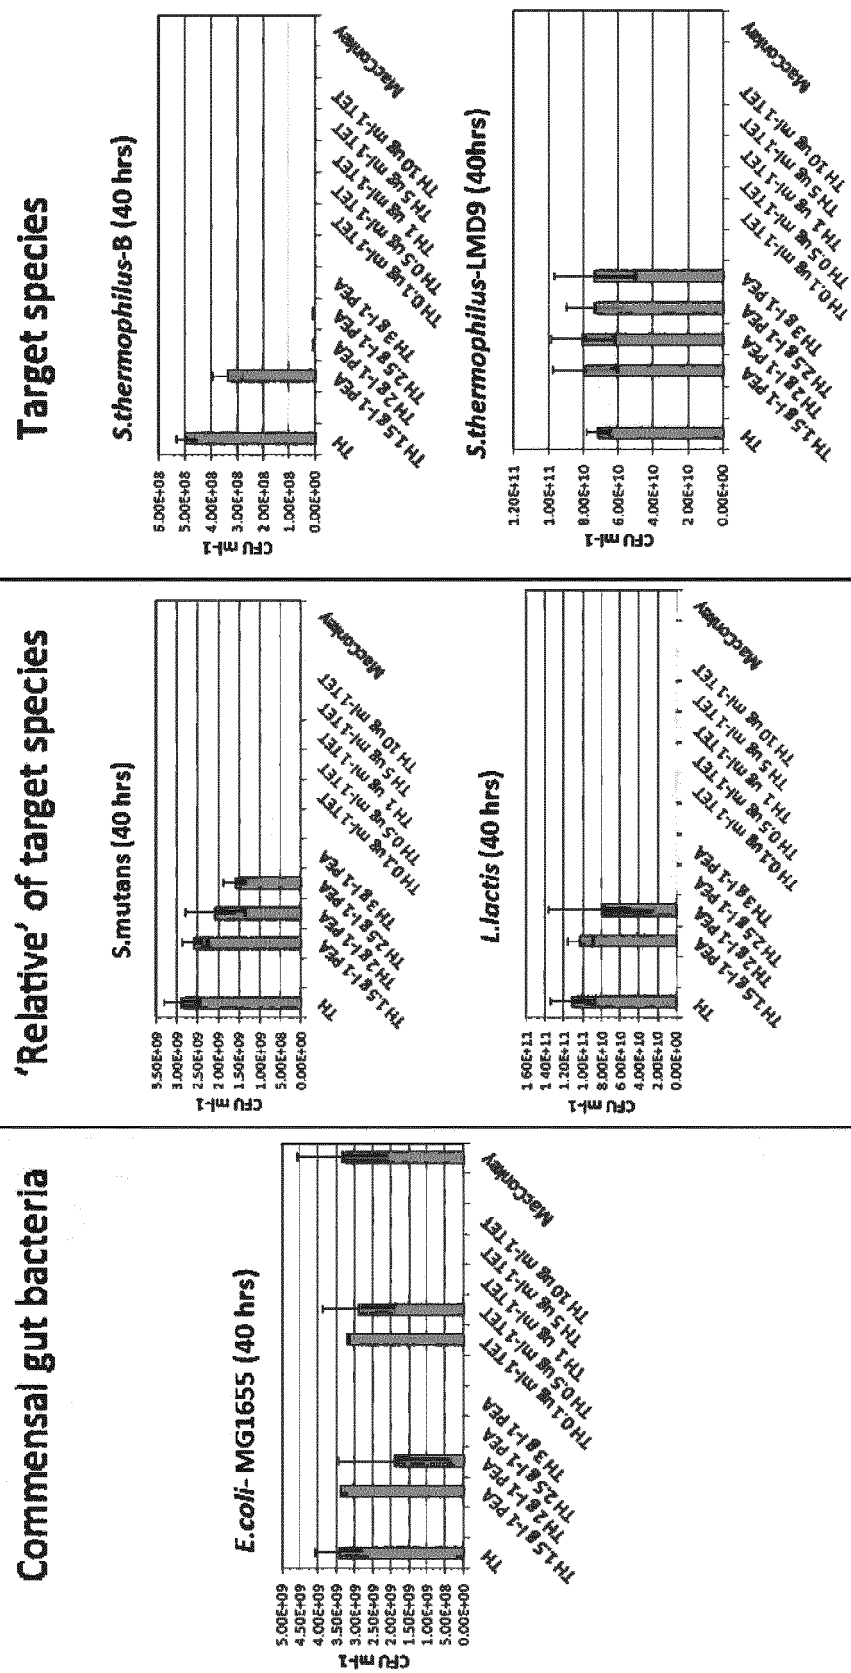 Commensal gut bacteria
E.coli- MG1655 (40 hrs)
CFU ml-1
5.00E+09
4.50E+09
4.00E+09
3.50E+09
3.00E+09
2.50E+09
2.00E+09
1.50E+09
1.00E+09
5.00E+08
0.00E+00
TH
TH 1.5 g l-1 PEA
TH 2 g l-1 PEA
TH 2.5 g l-1 PEA
TH 3 g l-1 PEA
TH 0.1 ug ml-1 TET
TH 0.5 ug ml-1 TET
TH 1 ug ml-1 TET
TH 5 ug ml-1 TET
TH 10 ug ml-1 TET
MacConkey
'Relative' of target species
S.mutans (40 hrs)
CFU ml-1
3.50E+09
3.00E+09
2.50E+09
2.00E+09
1.50E+09
1.00E+09
5.00E+08
0.00E+00
TH
TH 1.5 g l-1 PEA
TH 2 g l-1 PEA
TH 2.5 g l-1 PEA
TH 3 g l-1 PEA
TH 0.1 ug ml-1 TET
TH 0.5 ug ml-1 TET
TH 1 ug ml-1 TET
TH 5 ug ml-1 TET
TH 10 ug ml-1 TET
MacConkey
L.lactis (40 hrs)
CFU ml-1
1.60E+11
1.40E+11
1.20E+11
1.00E+11
8.00E+10
6.00E+10
4.00E+10
2.00E+10
0.00E+00
TH
TH 1.5 g l-1 PEA
TH 2 g l-1 PEA
TH 2.5 g l-1 PEA
TH 3 g l-1 PEA
TH 0.1 ug ml-1 TET
TH 0.5 ug ml-1 TET
TH 1 ug ml-1 TET
TH 5 ug ml-1 TET
TH 10 ug ml-1 TET
MacConkey
Target species
S.thermophilus-B (40 hrs)
CFU ml-1
6.00E+08
5.00E+08
4.00E+08
3.00E+08
2.00E+08
1.00E+08
0.00E+00
TH
TH 1.5 g l-1 PEA
TH 2 g l-1 PEA
TH 2.5 g l-1 PEA
TH 3 g l-1 PEA
TH 0.1 ug ml-1 TET
TH 0.5 ug ml-1 TET
TH 1 ug ml-1 TET
TH 5 ug ml-1 TET
TH 10 ug ml-1 TET
MacConkey
S.thermophilus-LMD9 (40hrs)
CFU ml-1
1.20E+11
1.00E+11
8.00E+10
6.00E+10
4.00E+10
2.00E+10
0.00E+00
TH
TH 1.5 g l-1 PEA
TH 2 g l-1 PEA
TH 2.5 g l-1 PEA
TH 3 g l-1 PEA
TH 0.1 ug ml-1 TET
TH 0.5 ug ml-1 TET
TH 1 ug ml-1 TET
TH 5 ug ml-1 TET
TH 10 ug ml-1 TET
MacConkey